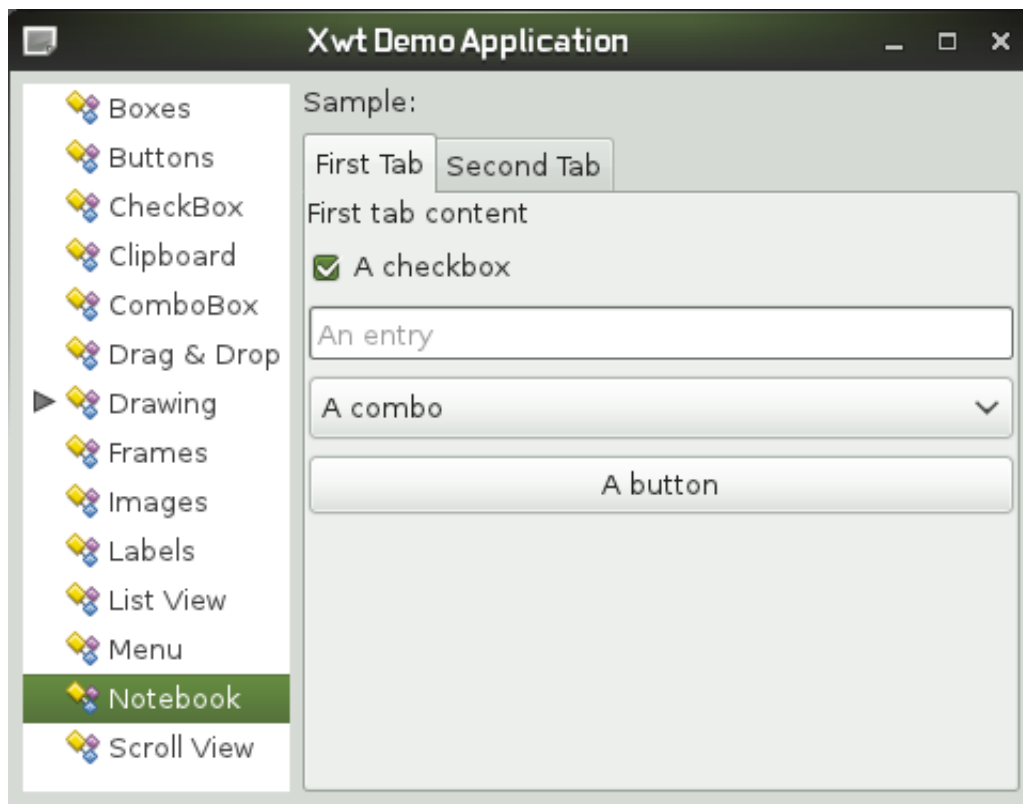 Xwt Demo Application
Boxes
Buttons
CheckBox
Clipboard
ComboBox
Drag & Drop
Drawing
Frames
Images
Labels
List View
Menu
Notebook
Scroll View
Sample:
First Tab
Second Tab
First tab content
A checkbox
An entry
A combo
A button